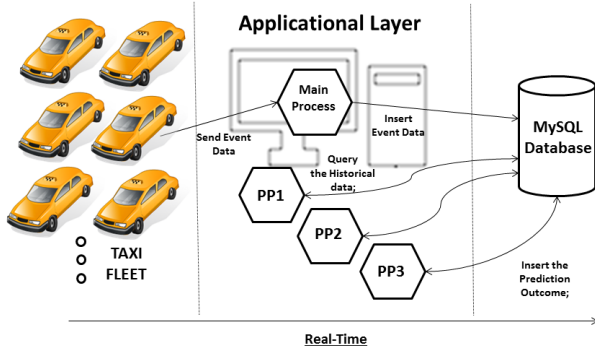 Applicational Layer
Main
Process
Send Event
Data
Insert
Event Data
MySQL
Database
Query
the Historical
data;
PP1
PP2
PP3
TAXI
FLEET
Insert the
Prediction
Outcome;
Real-Time